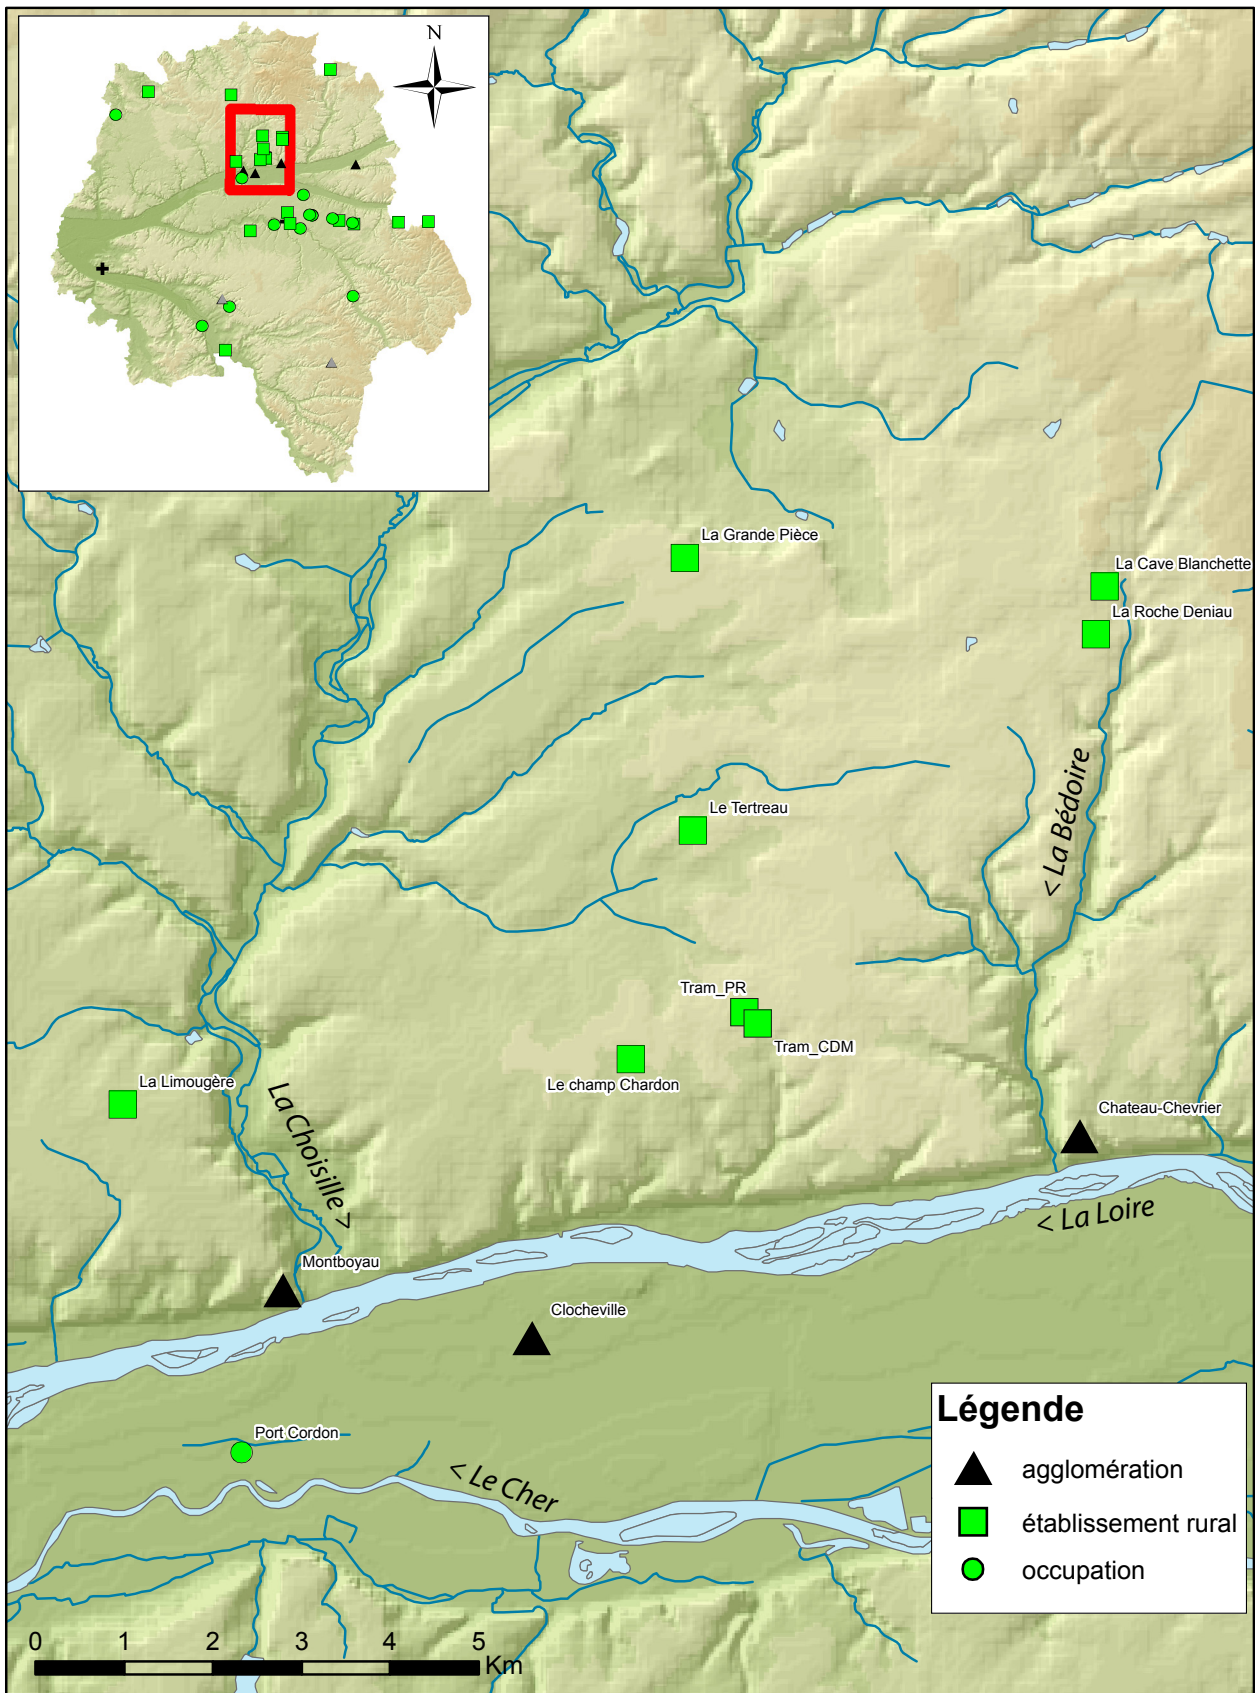 N
La Grande Pièce
La Cave Blanchette
La Roche Deniau
< La Bédoire
Le Tertreau
Tram_PR
Tram_CDM
Le champ Chardon
La Limougère
La Choisille >
Chateau-Chevrier
< La Loire
Montboyau
Clocheville
Port Cordon
< Le Cher
Légende
agglomération
établissement rural
occupation
0 1 2 3 4 5
Km